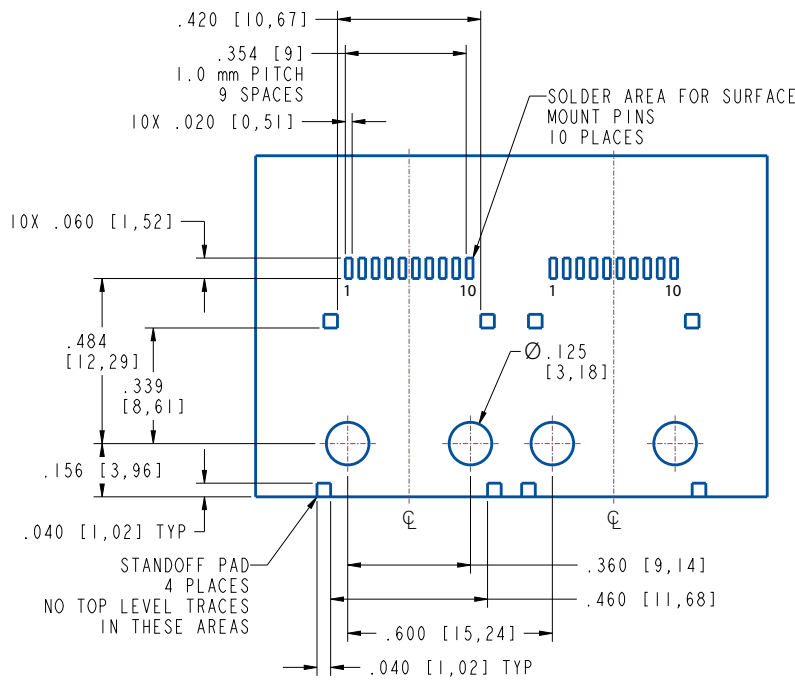 .420 [10,67]
.354 [9]
1.0 mm PITCH
9 SPACES
10X .020 [0,51]
SOLDER AREA FOR SURFACE
MOUNT PINS
10 PLACES
10X .060 [1,52]
1 10 1 10
.484
[12,29]
.339
[8,61]
Ø .125
[3,18]
.156 [3,96]
.040 [1,02] TYP
℄ ℄
STANDOFF PAD
4 PLACES
NO TOP LEVEL TRACES
IN THESE AREAS
.360 [9,14]
.460 [11,68]
.600 [15,24]
.040 [1,02] TYP